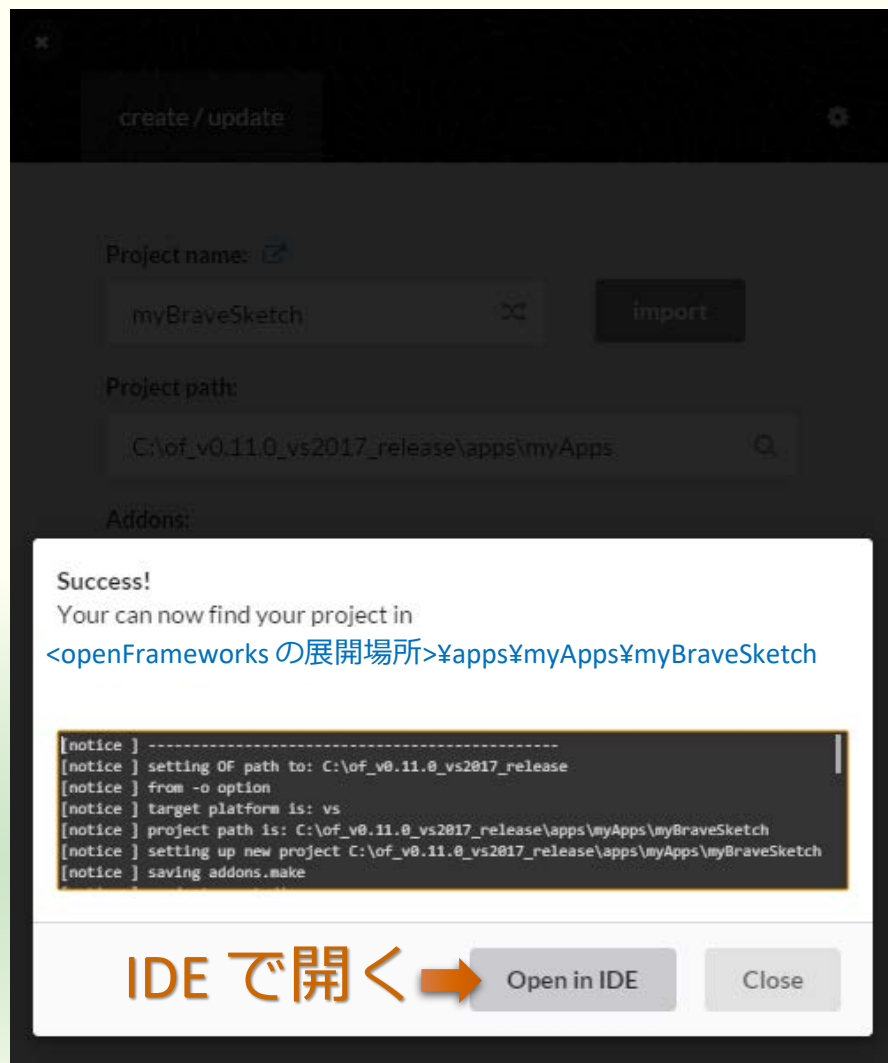 create / update
Project name:
myBraveSketch
import
Project path:
C:\of_v0.11.0_vs2017_release\apps\myApps
Addons:
Success!
Your can now find your project in
<openFrameworks の展開場所>¥apps¥myApps¥myBraveSketch
[notice ] -----------------------------------------------
[notice ] setting OF path to: C:\of_v0.11.0_vs2017_release
[notice ] from -o option
[notice ] target platform is: vs
[notice ] project path is: C:\of_v0.11.0_vs2017_release\apps\myApps\myBraveSketch
[notice ] setting up new project C:\of_v0.11.0_vs2017_release\apps\myApps\myBraveSketch
[notice ] saving addons.make
IDE で開く
Open in IDE
Close